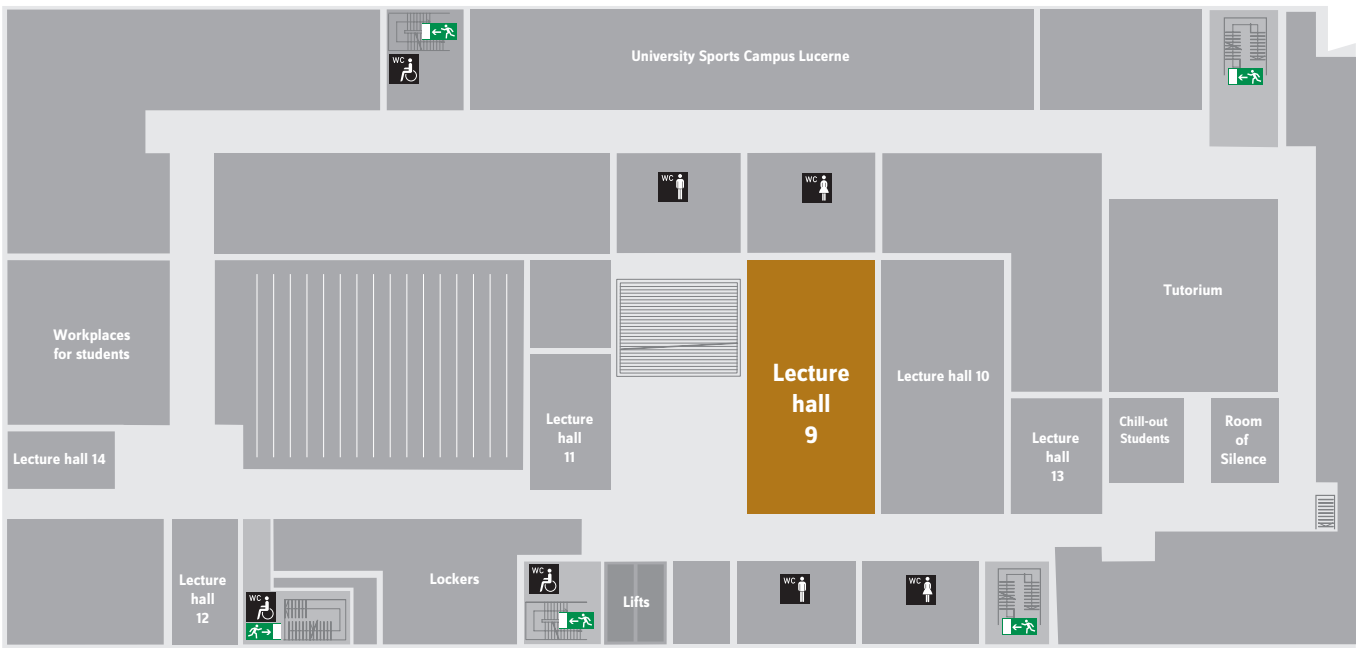 University Sports Campus Lucerne
WC
WC
WC
Tutorium
Workplaces
for students
Lecture
hall
9
Lecture hall 10
Lecture
hall
11
Chill-out
Students
Room
of
Silence
Lecture
hall
13
Lecture hall 14
Lecture
hall
12
WC
Lockers
WC
Lifts
WC
WC